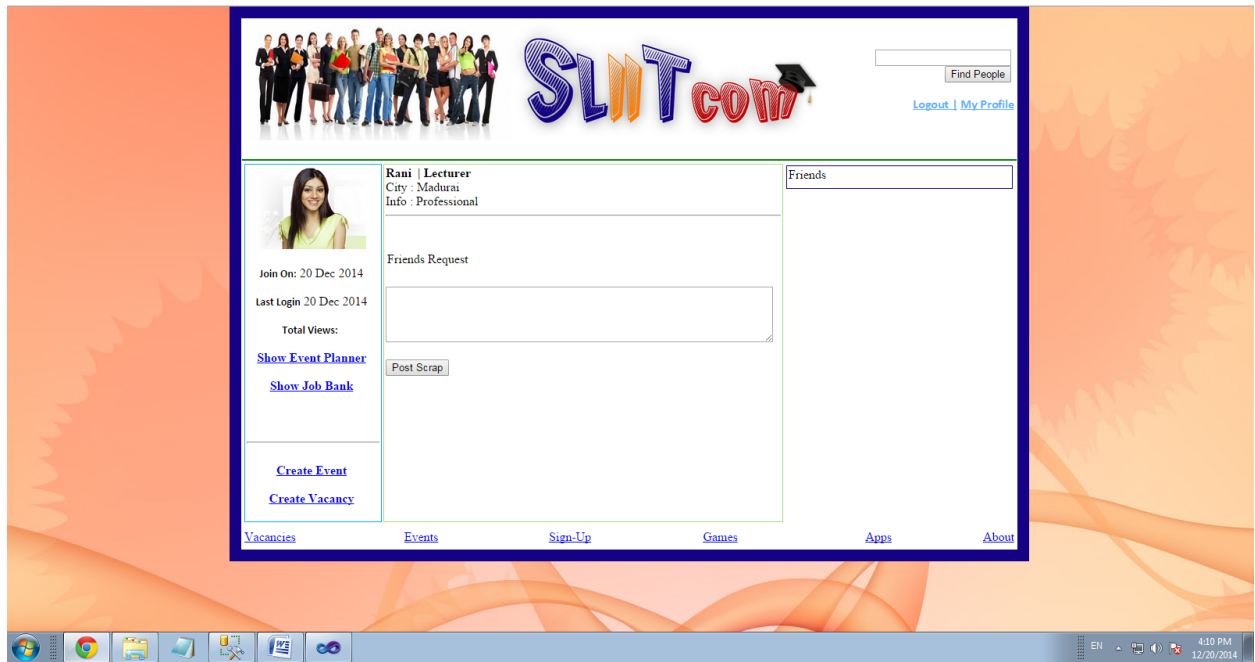 SLIITcom
Find People
Logout | My Profile
Rani | Lecturer
City : Madurai
Info : Professional
Friends
Join On: 20 Dec 2014
Last Login 20 Dec 2014
Total Views:
Show Event Planner
Show Job Bank
Create Event
Create Vacancy
Friends Request
Post Scrap
Vacancies Events Sign-Up Games Apps About
EN 4:10 PM
12/20/2014